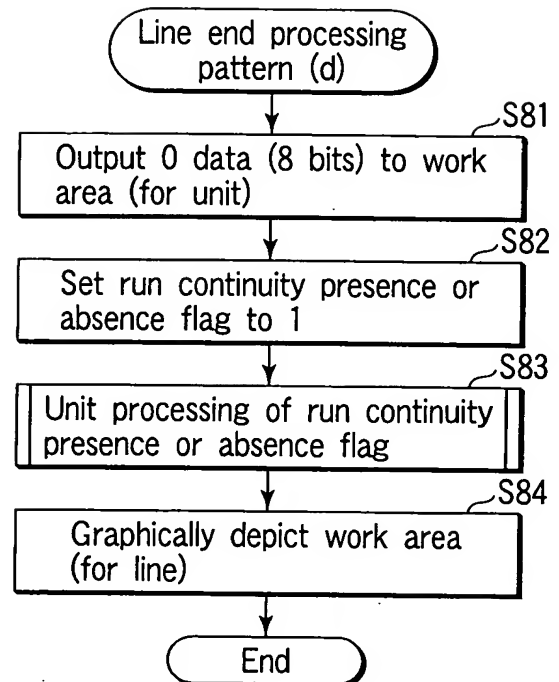 Line end processing
pattern (d)
S81
Output 0 data (8 bits) to work
area (for unit)
S82
Set run continuity presence or
absence flag to 1
S83
Unit processing of run continuity
presence or absence flag
S84
Graphically depict work area
(for line)
End